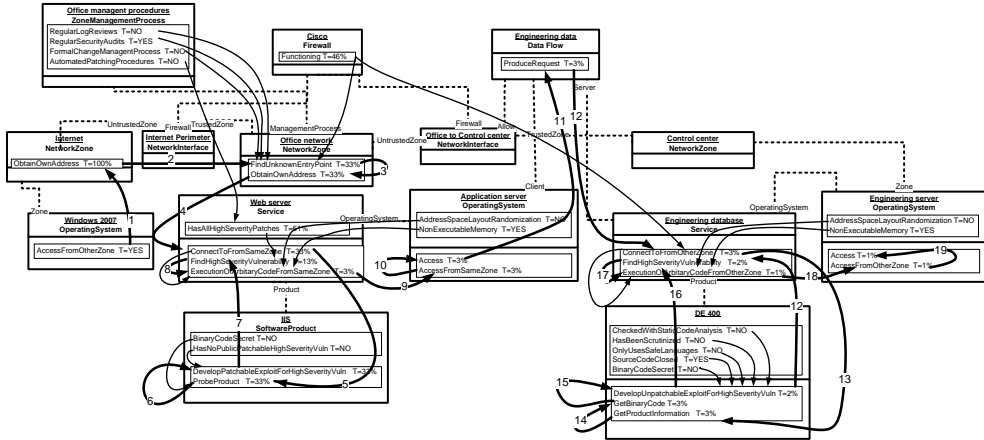 Office managent procedures
ZoneManagementProcess
RegularLogReviews T=NO
RegularSecurityAudits T=YES
FormalChangeManagentProcess T=NO
AutomatedPatchingProcedures T=NO
Cisco
Firewall
Functioning T=46%
Engineering data
Data Flow
ProduceRequest T=3%
Server
11
12
UntrustedZone
Firewall
TrustedZone
ManagementProcess
UntrustedZone
Firewall
Allow
TrustedZone
Internet
NetworkZone
ObtainOwnAddress T=100%
2
Internet Perimeter
NetworkInterface
Office network
NetworkZone
FindUnknownEntryPoint T=33%
ObtainOwnAddress T=33%
3
Office to Control center
NetworkInterface
Control center
NetworkZone
Zone
1
4
Client
OperatingSystem
Zone
Windows 2007
OperatingSystem
AccessFromOtherZone T=YES
Web server
Service
HasAllHighSeverityPatches T=61%
ConnectToFromSameZone T=33%
FindHighSeverityVulnerability T=13%
ExecutionOfArbitaryCodeFromSameZone T=3%
8
9
Product
OperatingSystem
Application server
OperatingSystem
AddressSpaceLayoutRandomization T=NO
NonExecutableMemory T=YES
Access T=3%
AccessFromSameZone T=3%
10
Engineering database
Service
ConnectToFromOtherZone T=3%
FindHighSeverityVulnerability T=2%
ExecutionOfArbitaryCodeFromOtherZone T=1%
17
18
Product
Engineering server
OperatingSystem
AddressSpaceLayoutRandomization T=NO
NonExecutableMemory T=YES
Access T=1%
AccessFromOtherZone T=1%
19
7
16
12
IIS
SoftwareProduct
BinaryCodeSecret T=NO
HasNoPublicPatchableHighSeverityVuln T=NO
DevelopPatchableExploitForHighSeverityVuln T=33%
ProbeProduct T=33%
5
6
DE 400
CheckedWithStaticCodeAnalysis T=NO
HasBeenScrutinized T=NO
OnlyUsesSafeLanguages T=NO
SourceCodeClosed T=YES
BinaryCodeSecret T=NO
DevelopUnpatchableExploitForHighSeverityVuln T=2%
GetBinaryCode T=3%
GetProductInformation T=3%
13
15
14